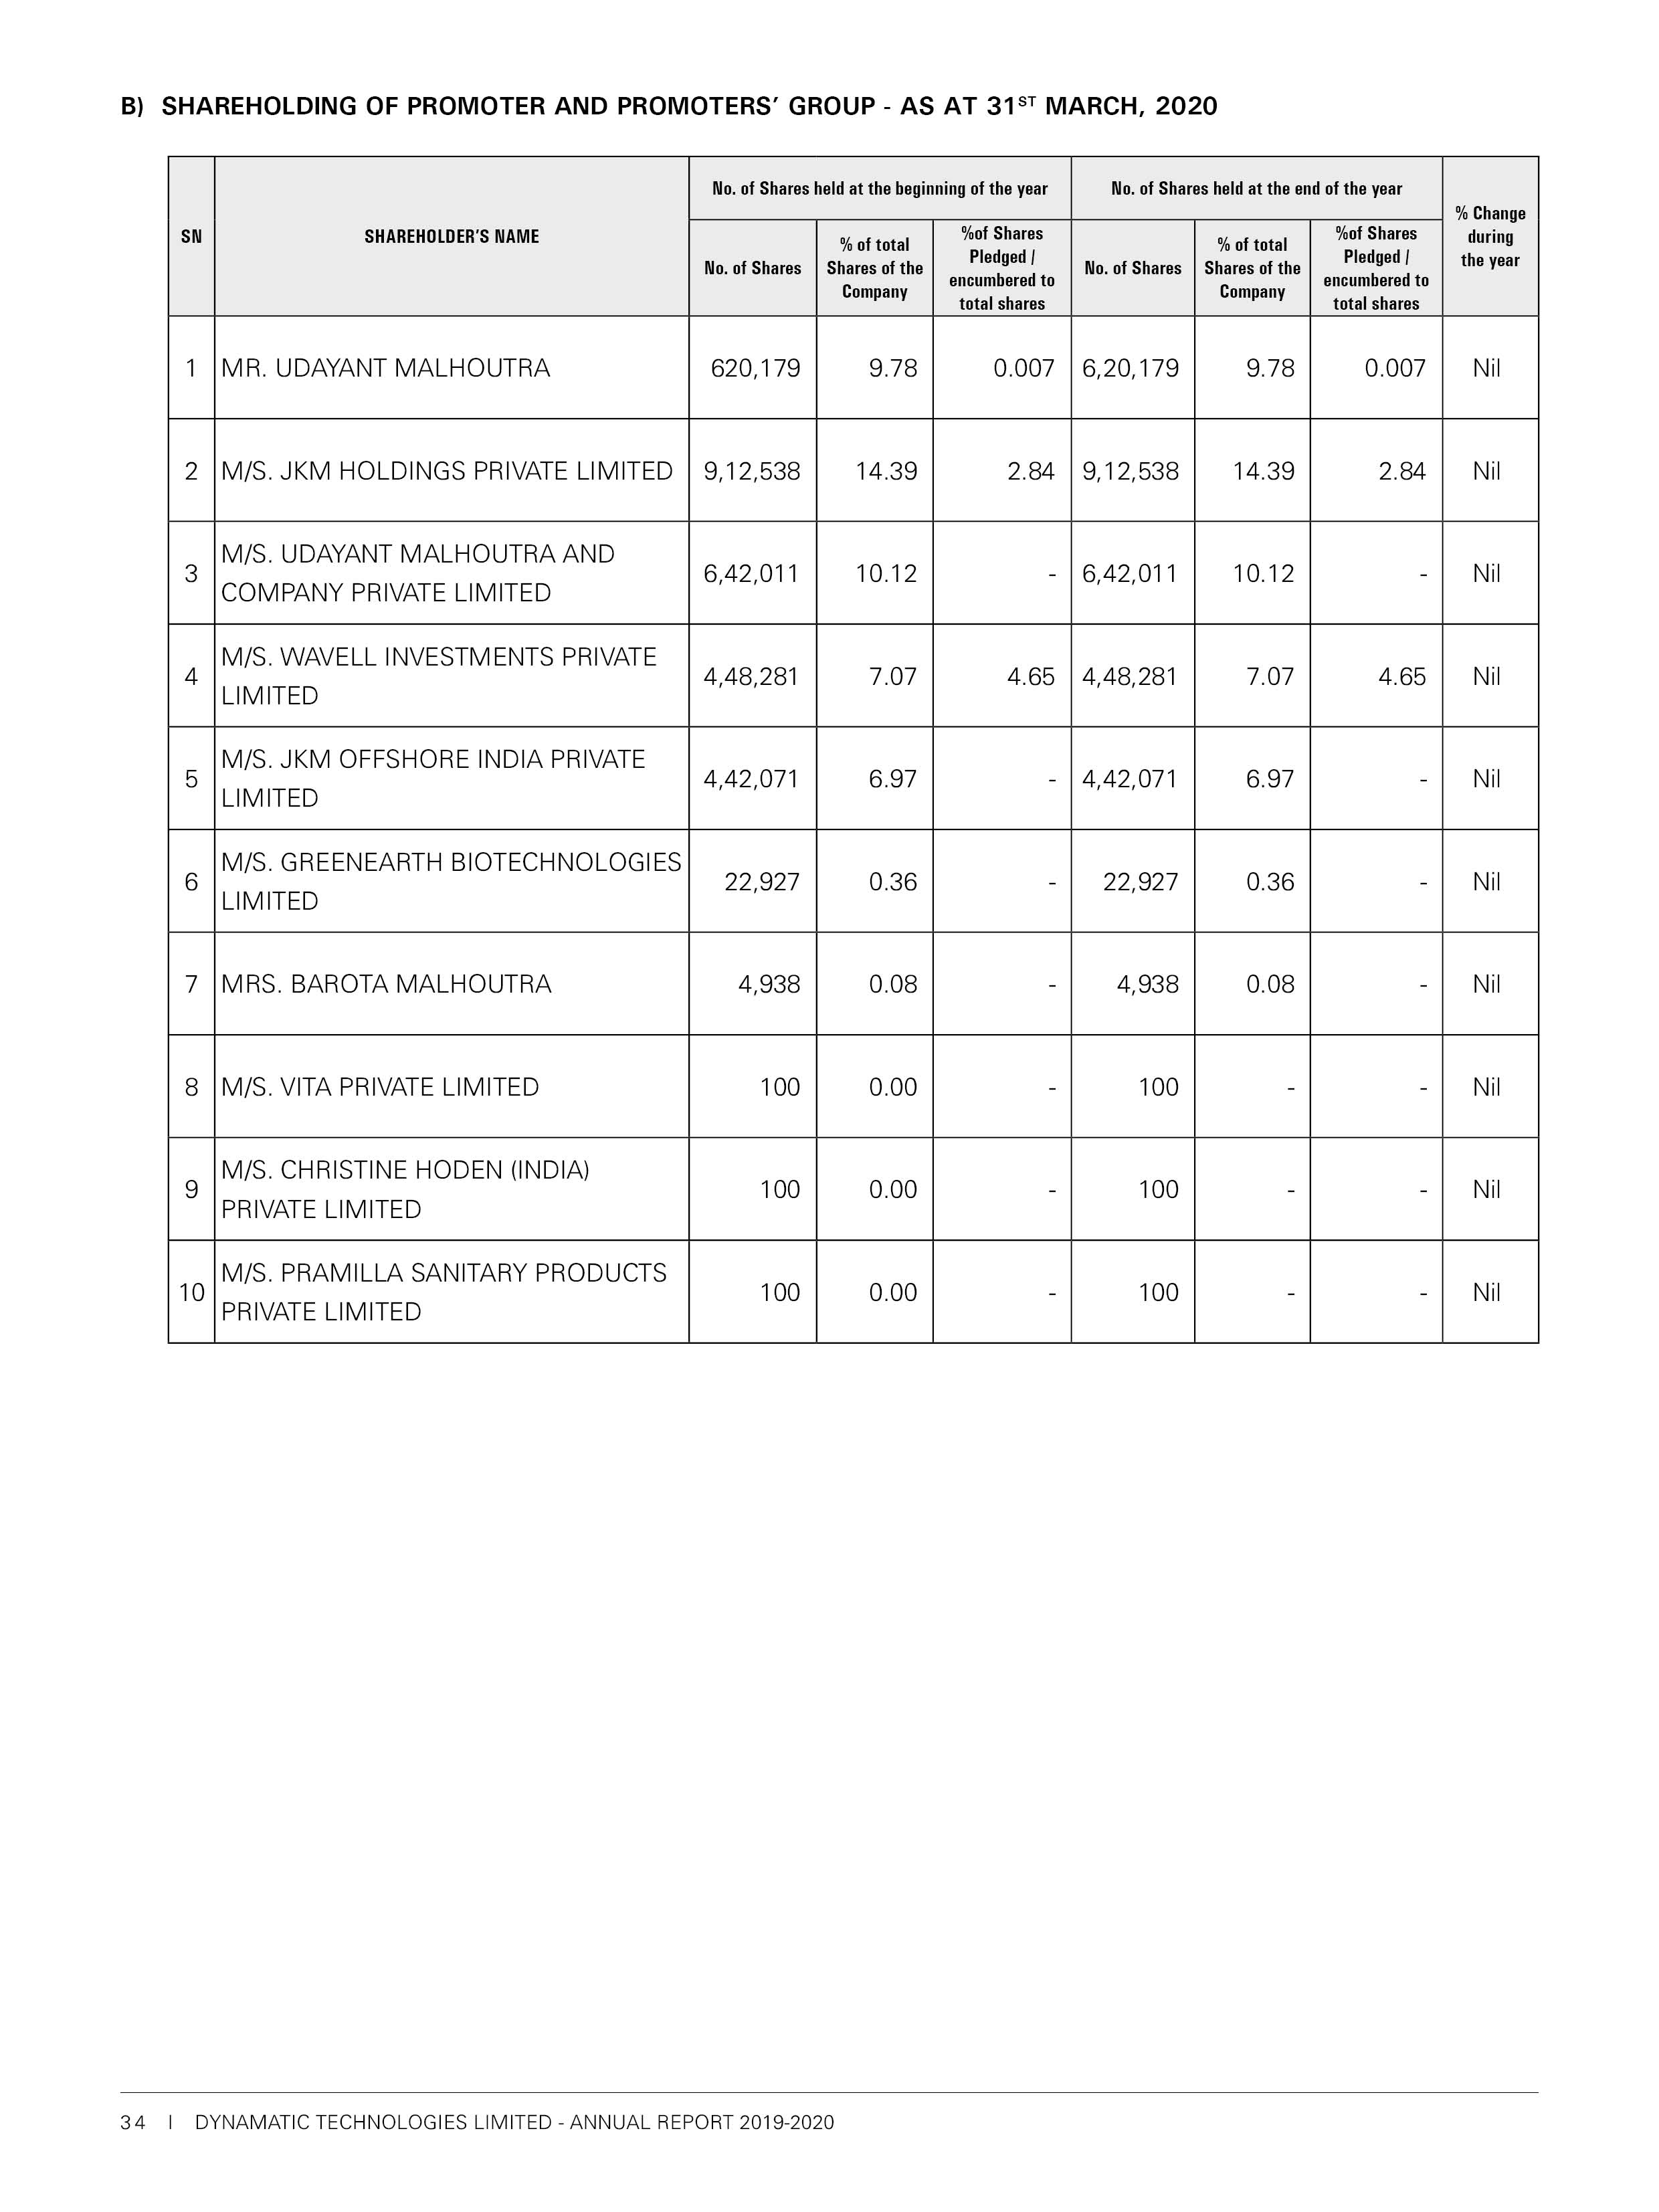 B) SHAREHOLDING OF PROMOTER AND PROMOTERS’ GROUP - AS AT 31ST MARCH, 2020
SN
SHAREHOLDER’S NAME
No. of Shares held at the beginning of the year
No. of Shares held at the end of the year
% Change
during
the year
No. of Shares
% of total
Shares of the
Company
%of Shares
Pledged /
encumbered to
total shares
No. of Shares
% of total
Shares of the
Company
%of Shares
Pledged /
encumbered to
total shares
1 MR. UDAYANT MALHOUTRA 620,179 9.78 0.007 6,20,179 9.78 0.007 Nil
2 M/S. JKM HOLDINGS PRIVATE LIMITED 9,12,538 14.39 2.84 9,12,538 14.39 2.84 Nil
3 M/S. UDAYANT MALHOUTRA AND
COMPANY PRIVATE LIMITED 6,42,011 10.12 - 6,42,011 10.12 - Nil
4 M/S. WAVELL INVESTMENTS PRIVATE
LIMITED 4,48,281 7.07 4.65 4,48,281 7.07 4.65 Nil
5 M/S. JKM OFFSHORE INDIA PRIVATE
LIMITED 4,42,071 6.97 - 4,42,071 6.97 - Nil
6 M/S. GREENEARTH BIOTECHNOLOGIES
LIMITED 22,927 0.36 - 22,927 0.36 - Nil
7 MRS. BAROTA MALHOUTRA 4,938 0.08 - 4,938 0.08 - Nil
8 M/S. VITA PRIVATE LIMITED 100 0.00 - 100 - - Nil
9 M/S. CHRISTINE HODEN (INDIA)
PRIVATE LIMITED 100 0.00 - 100 - - Nil
10 M/S. PRAMILLA SANITARY PRODUCTS
PRIVATE LIMITED 100 0.00 - 100 - - Nil
34 I DYNAMATIC TECHNOLOGIES LIMITED - ANNUAL REPORT 2019-2020